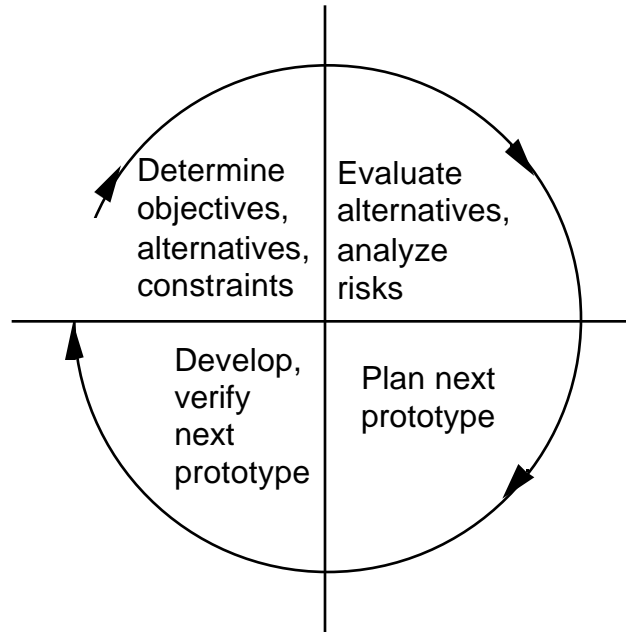 Determine
objectives,
alternatives,
constraints
Evaluate
alternatives,
analyze
risks
Develop,
verify
next
prototype
Plan next
prototype